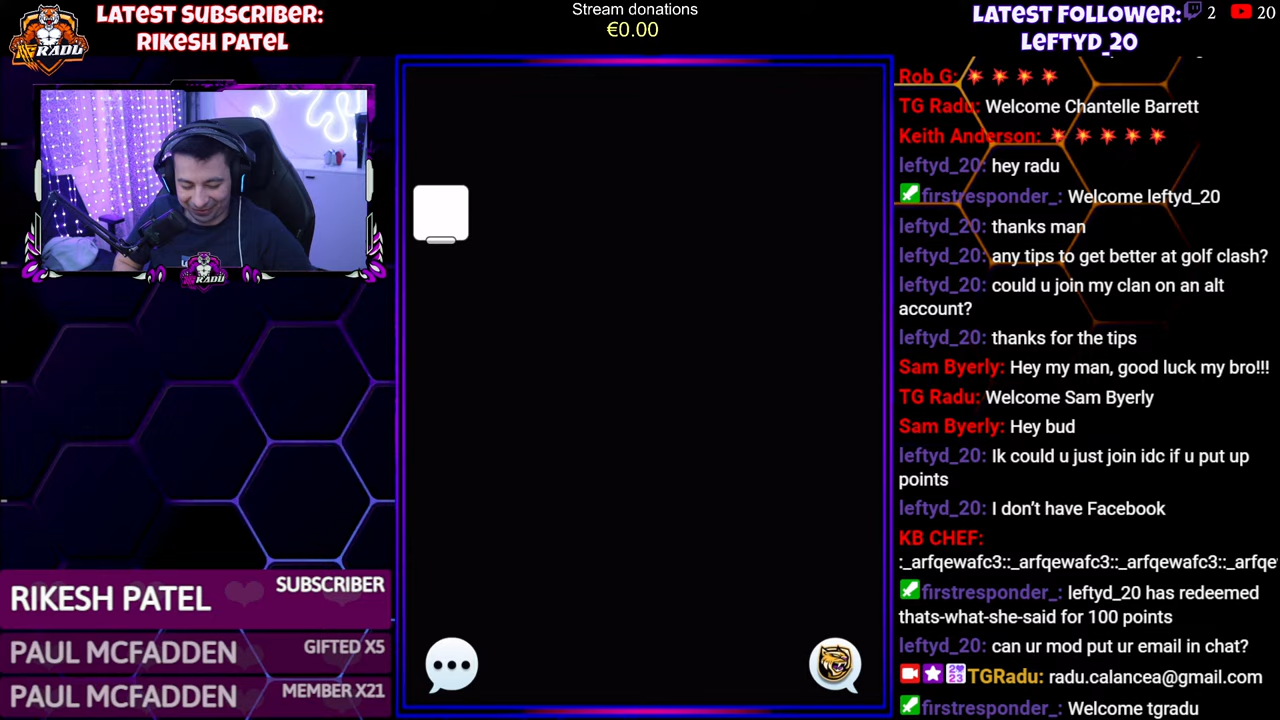 LATEST SUBSCRIBER:
RIKESH PATEL
RADU
Stream donations
€0.00
LATEST FOLLOWER:
LEFTYD_20
2
20
RADU
RIKESH PATEL
SUBSCRIBER
PAUL MCFADDEN
GIFTED X5
PAUL MCFADDEN
MEMBER X21
Rob G:
TG Radu: Welcome Chantelle Barrett
Keith Anderson:
leftyd_20: hey radu
firstresponder_: Welcome leftyd_20
leftyd_20: thanks man
leftyd_20: any tips to get better at golf clash?
leftyd_20: could u join my clan on an alt
account?
leftyd_20: thanks for the tips
Sam Byerly: Hey my man, good luck my bro!!!
TG Radu: Welcome Sam Byerly
Sam Byerly: Hey bud
leftyd_20: Ik could u just join idc if u put up
points
leftyd_20: I don’t have Facebook
KB CHEF:
:_arfqewafc3::_arfqewafc3::_arfqewafc3::_arfqe
firstresponder_: leftyd_20 has redeemed
thats-what-she-said for 100 points
leftyd_20: can ur mod put ur email in chat?
TGRadu: radu.calancea@gmail.com
firstresponder_: Welcome tgradu